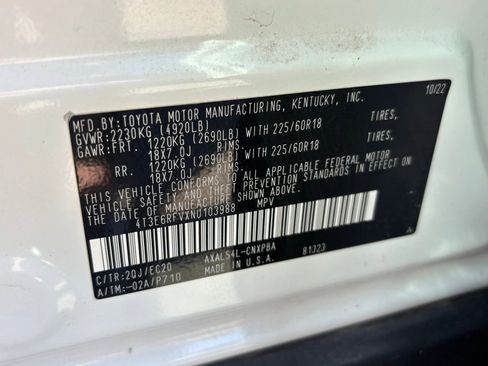 MFD.BY:TOYOTA MOTOR MANUFACTURING, KENTUCKY, INC. 10/22
GVWR:2230KG (4920LB)
GAWR:FRT. 1220KG (2690LB) WITH 225/60R18 TIRES,
18X7.0J RIMS.
RR. 1220KG (2690LB) WITH 225/60R18 TIRES,
18X7.0J RIMS.
THIS VEHICLE CONFORMS TO ALL APPLICABLE FEDERAL MOTOR
VEHICLE SAFETY AND THEFT PREVENTION STANDARDS IN EFFECT ON
THE DATE OF MANUFACTURE SHOWN ABOVE.
4T3E6RFVXNU103988 MPV
C/TR:2QJ/EC20 AXAL54L-CNXPBA B1323
A/TM:-02A/P710 MADE IN U.S.A.